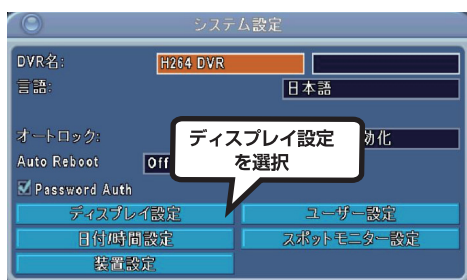 システム設定
DVR名: H264 DVR
言語: 日本語
ディスプレイ設定
を選択
オートロック: 効化
Auto Reboot Off
Password Auth
ディスプレイ設定 ユーザー設定
日付/時間設定 スポットモニター設定
装置設定